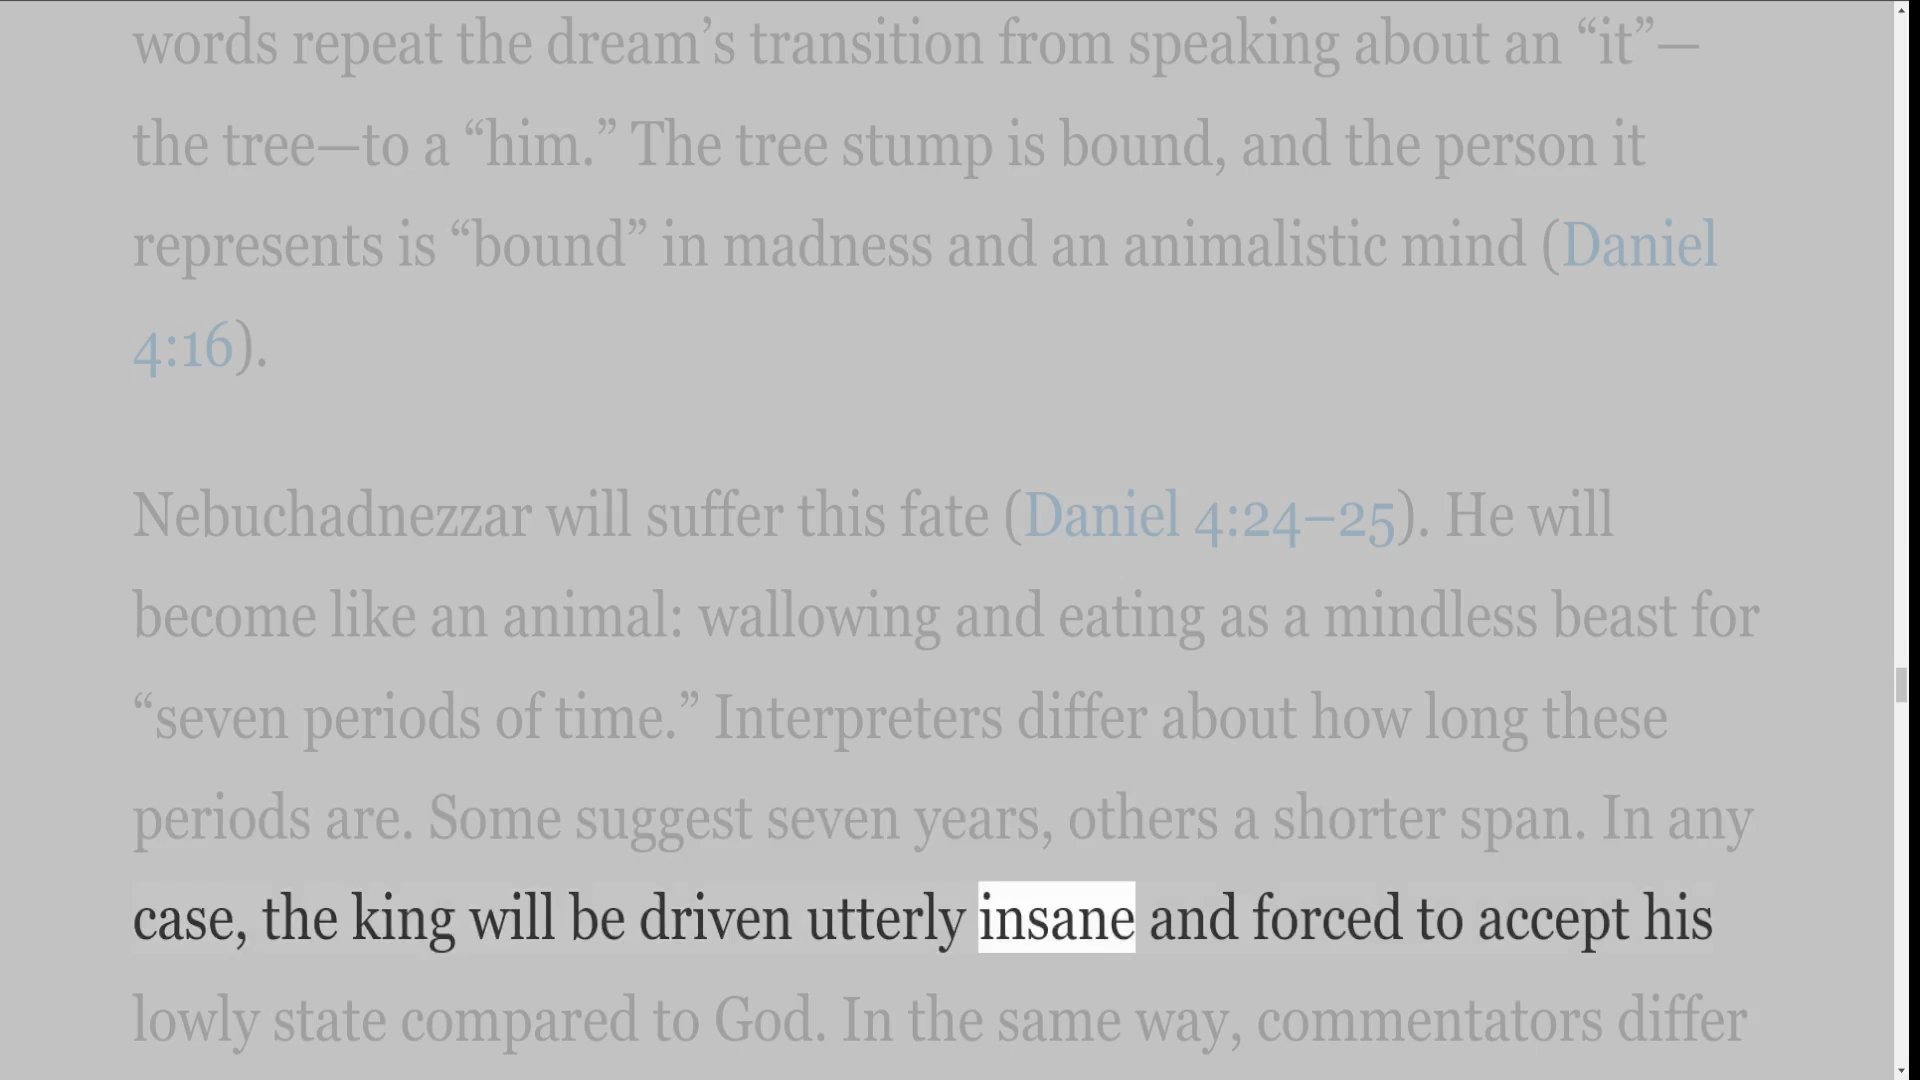 words repeat the dream’s transition from speaking about an “it”—
the tree—to a “him.” The tree stump is bound, and the person it
represents is “bound” in madness and an animalistic mind (Daniel
4:16).
Nebuchadnezzar will suffer this fate (Daniel 4:24–25). He will
become like an animal: wallowing and eating as a mindless beast for
“seven periods of time.” Interpreters differ about how long these
periods are. Some suggest seven years, others a shorter span. In any
case, the king will be driven utterly insane and forced to accept his
lowly state compared to God. In the same way, commentators differ